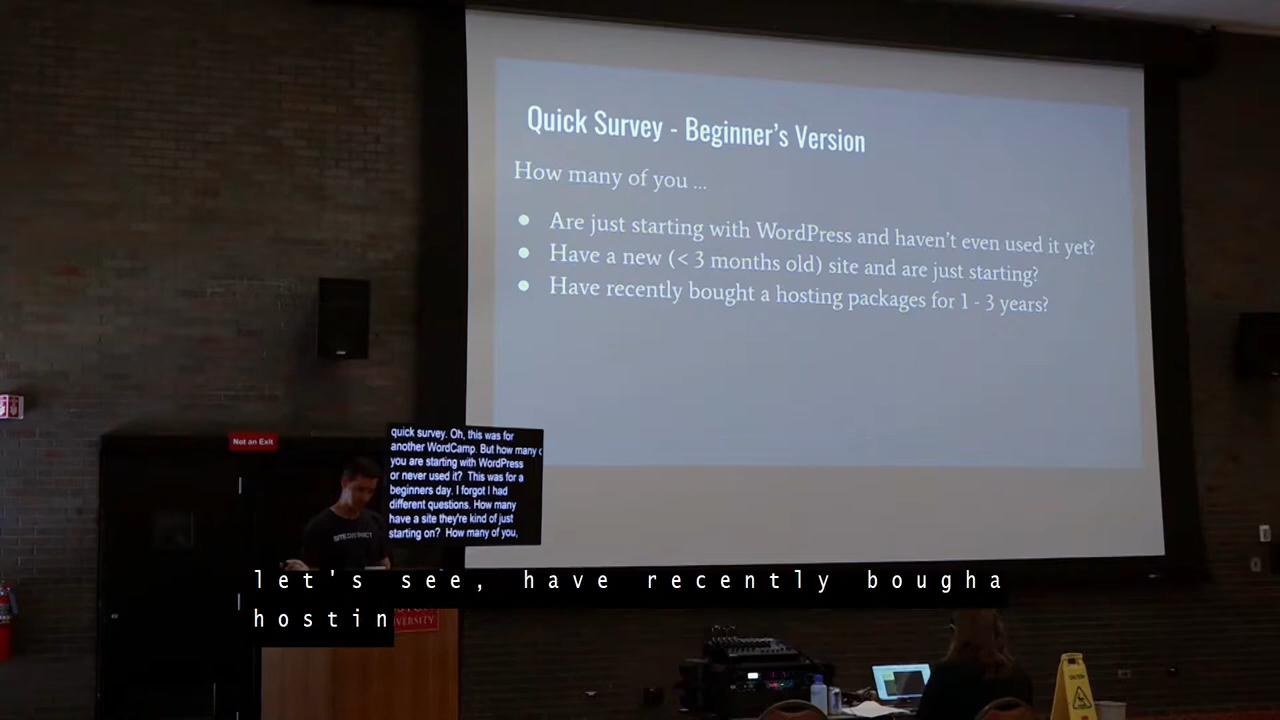 Quick Survey - Beginner's Version
How many of you ...
● Are just starting with WordPress and haven't even used it yet?
● Have a new (< 3 months old) site and are just starting?
● Have recently bought a hosting packages for 1 - 3 years?
Not an Exit
quick survey. Oh, this was for
another WordCamp. But how many
you are starting with WordPress
or never used it? This was for a
beginners day. I forgot I had
different questions. How many
have a site they're kind of just
starting on? How many of you,
SITE DISTRICT
let's see, have recently bougha
hostin
CAUTION